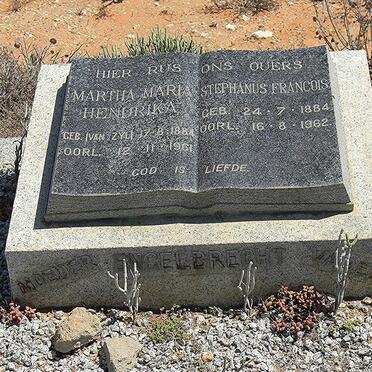 HIER RUS ONS OUERS
MARTHA MARIA
HENDRIKA
GEB. (VAN ZYL) 17-8-1884
OORL. 12-11-1961
STEPHANUS FRANCOIS
GEB. 24-7-1884
OORL. 16-8-1962
GOD IS LIEFDE.
MOEDER ENGELBRECHT